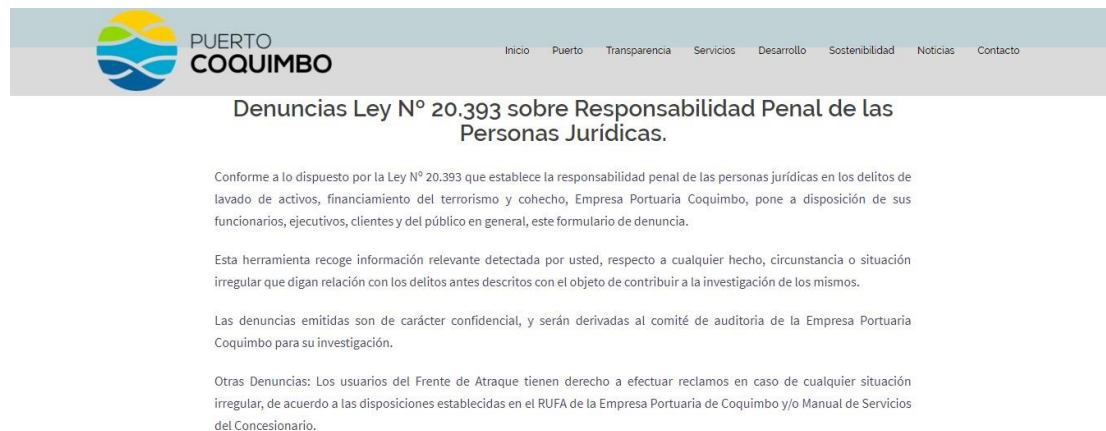 PUERTO
COQUIMBO
Inicio Puerto Transparencia Servicios Desarrollo Sostenibilidad Noticias Contacto
Denuncias Ley Nº 20.393 sobre Responsabilidad Penal de las
Personas Jurídicas.
Conforme a lo dispuesto por la Ley Nº 20.393 que establece la responsabilidad penal de las personas jurídicas en los delitos de
lavado de activos, financiamiento del terrorismo y cohecho, Empresa Portuaria Coquimbo, pone a disposición de sus
funcionarios, ejecutivos, clientes y del público en general, este formulario de denuncia.
Esta herramienta recoge información relevante detectada por usted, respecto a cualquier hecho, circunstancia o situación
irregular que digan relación con los delitos antes descritos con el objeto de contribuir a la investigación de los mismos.
Las denuncias emitidas son de carácter confidencial, y serán derivadas al comité de auditoria de la Empresa Portuaria
Coquimbo para su investigación.
Otras Denuncias: Los usuarios del Frente de Atraque tienen derecho a efectuar reclamos en caso de cualquier situación
irregular, de acuerdo a las disposiciones establecidas en el RUFA de la Empresa Portuaria de Coquimbo y/o Manual de Servicios
del Concesionario.